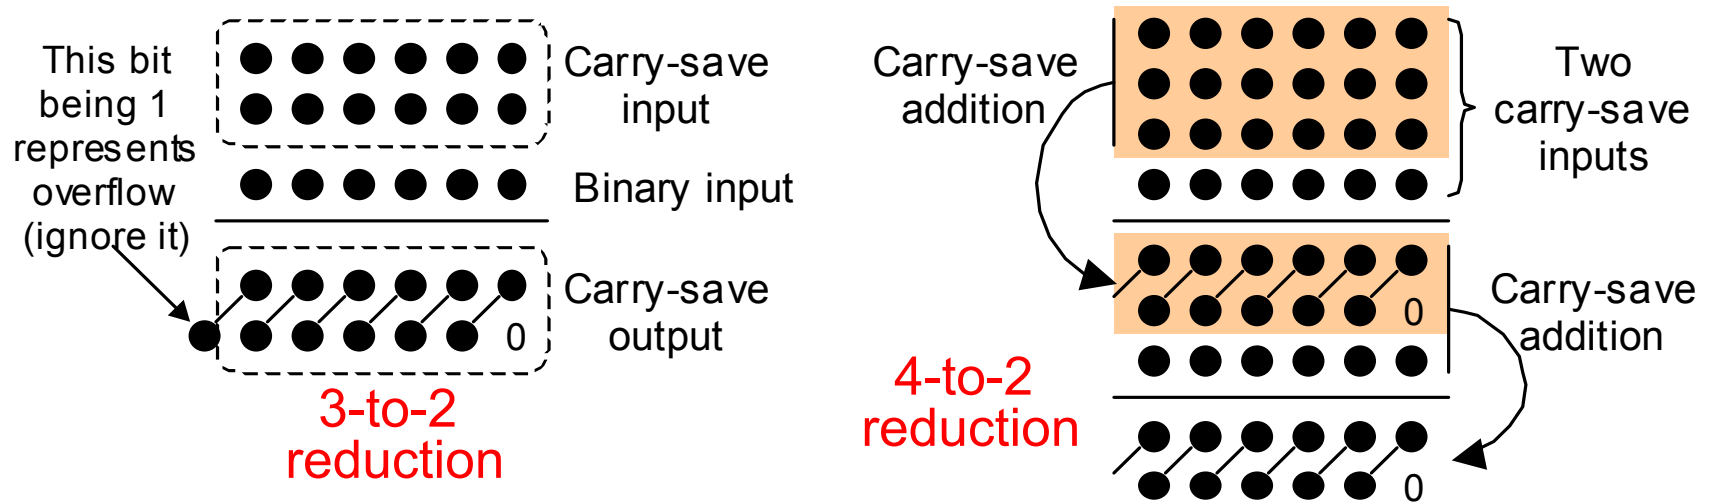 This bit
being 1
represents
overflow
(ignore it)
Carry-save
input
Binary input
0
Carry-save
output
3-to-2
reduction
Carry-save
addition
Two
carry-save
inputs
0
Carry-save
addition
4-to-2
reduction
0